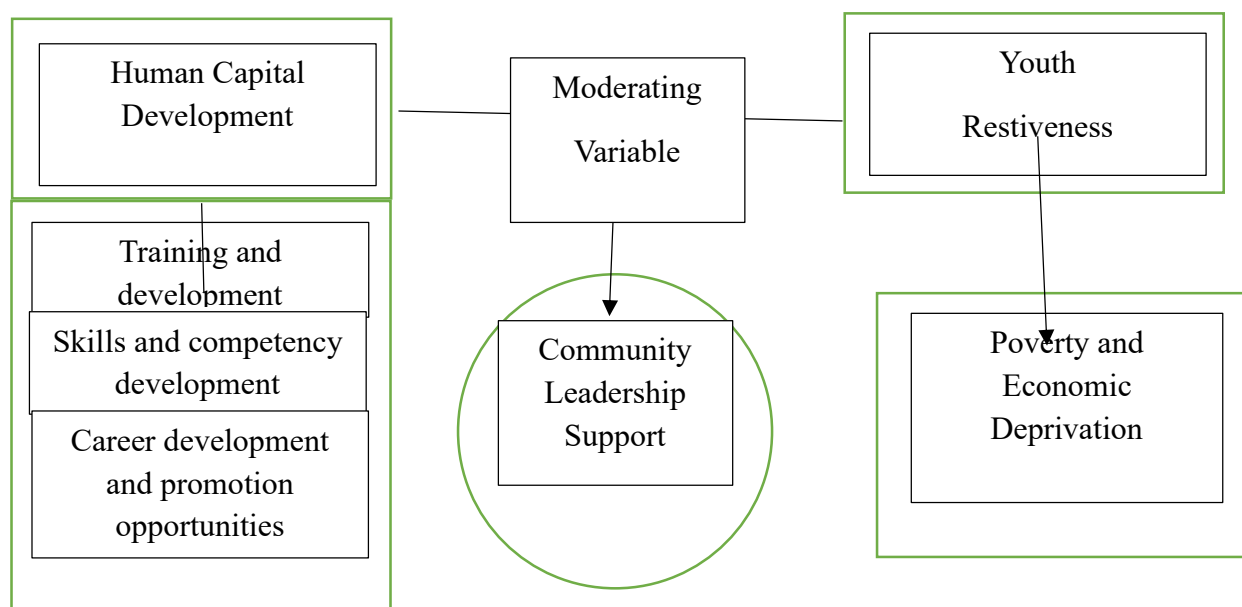 Human Capital
Development
Moderating
Variable
Youth
Restiveness
Training and
development
Skills and competency
development
Career development
and promotion
opportunities
Community
Leadership
Support
Poverty and
Economic
Deprivation